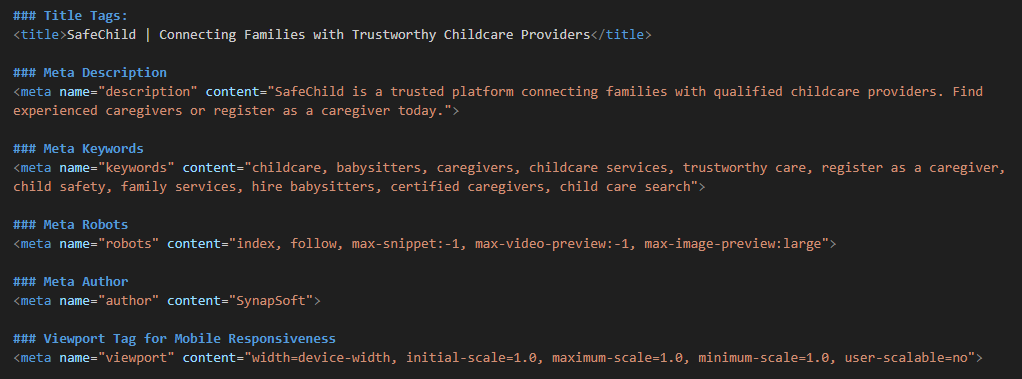 ### Title Tags:
<title>SafeChild | Connecting Families with Trustworthy Childcare Providers</title>
### Meta Description
<meta name="description" content="SafeChild is a trusted platform connecting families with qualified childcare providers. Find
experienced caregivers or register as a caregiver today.">
### Meta Keywords
<meta name="keywords" content="childcare, babysitters, caregivers, childcare services, trustworthy care, register as a caregiver,
child safety, family services, hire babysitters, certified caregivers, child care search">
### Meta Robots
<meta name="robots" content="index, follow, max-snippet:-1, max-video-preview:-1, max-image-preview:large">
### Meta Author
<meta name="author" content="SynapSoft">
### Viewport Tag for Mobile Responsiveness
<meta name="viewport" content="width=device-width, initial-scale=1.0, maximum-scale=1.0, minimum-scale=1.0, user-scalable=no">